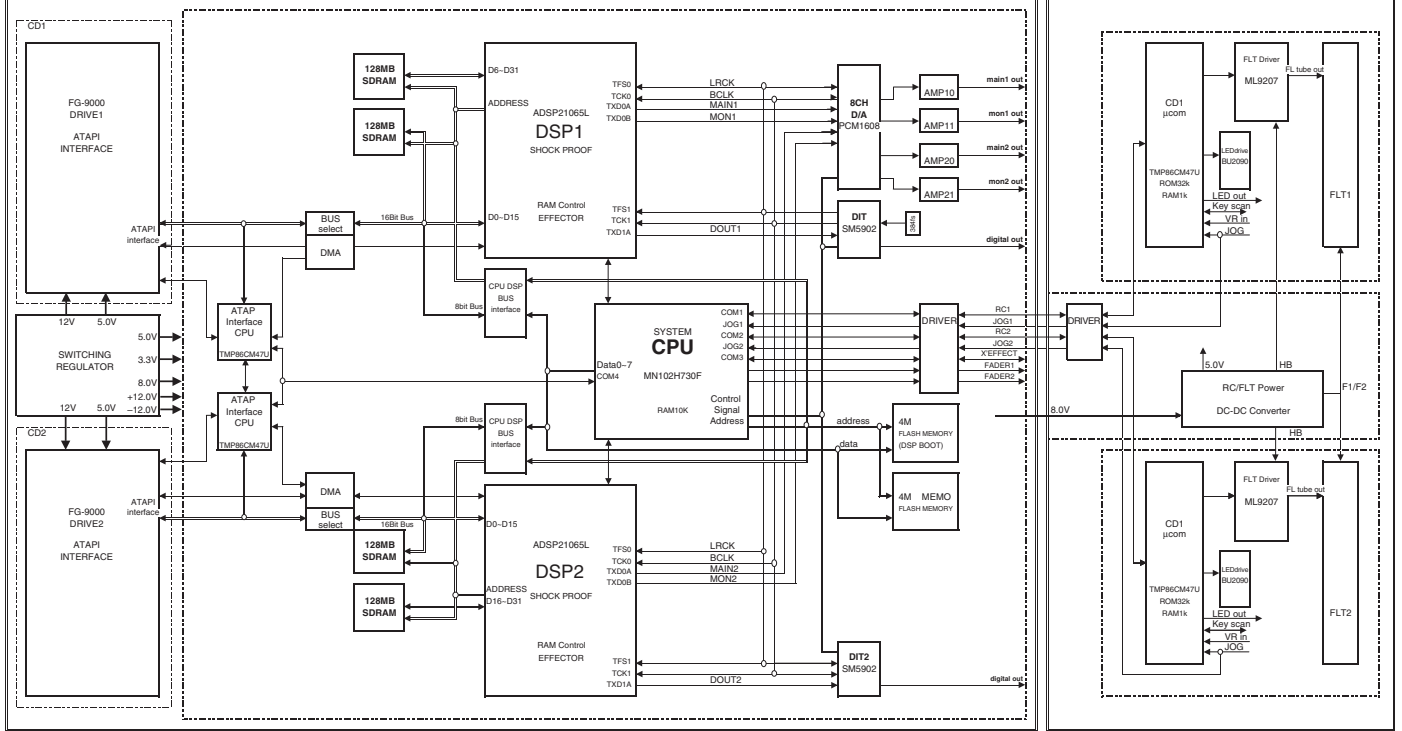 CD1
FG-9000
DRIVE1
ATAPI
INTERFACE
ATAPI
interface
12V
5.0V
SWITCHING
REGULATOR
5.0V
3.3V
8.0V
+12.0V
–12.0V
12V
5.0V
CD2
FG-9000
DRIVE2
ATAPI
INTERFACE
ATAPI
interface
ATAP
Interface
CPU
TMP86CM47U
ATAP
Interface
CPU
TMP86CM47U
BUS
select
DMA
16Bit Bus
DMA
BUS
select
16Bit Bus
128MB
SDRAM
128MB
SDRAM
128MB
SDRAM
128MB
SDRAM
D6~D31
ADDRESS
ADSP21065L
DSP1
SHOCK PROOF
RAM Control
EFFECTOR
D0~D15
TFS0
TCK0
TXD0A
TXD0B
TFS1
TCK1
TXD1A
LRCK
BCLK
MAIN1
MON1
DOUT1
8CH
D/A
PCM1608
AMP10
AMP11
AMP20
AMP21
main1 out
mon1 out
main2 out
mon2 out
DIT
SM5902
384fs
digital out
CPU DSP
BUS
interface
8bit Bus
SYSTEM
CPU
MN102H730F
RAM10K
Data0~7
COM4
COM1
JOG1
COM2
JOG2
COM3
Control
Signal
Address
DRIVER
RC1
JOG1
RC2
JOG2
X'EFFECT
FADER1
FADER2
8bit Bus
CPU DSP
BUS
interface
address
data
4M
FLASH MEMORY
(DSP BOOT)
4M MEMO
FLASH MEMORY
D0~D15
ADSP21065L
DSP2
SHOCK PROOF
ADDRESS
D16~D31
RAM Control
EFFECTOR
TFS0
TCK0
TXD0A
TXD0B
TFS1
TCK1
TXD1A
LRCK
BCLK
MAIN2
MON2
DOUT2
DIT2
SM5902
digital out
CD1
µcom
TMP86CM47U
ROM32k
RAM1k
FLT Driver
ML9207
FL tube out
LEDdrive
BU2090
LED out
Key scan
VR in
JOG
FLT1
DRIVER
5.0V
HB
RC/FLT Power
DC-DC Converter
F1/F2
8.0V
HB
CD1
µcom
TMP86CM47U
ROM32k
RAM1k
FLT Driver
ML9207
FL tube out
LEDdrive
BU2090
LED out
Key scan
VR in
JOG
FLT2